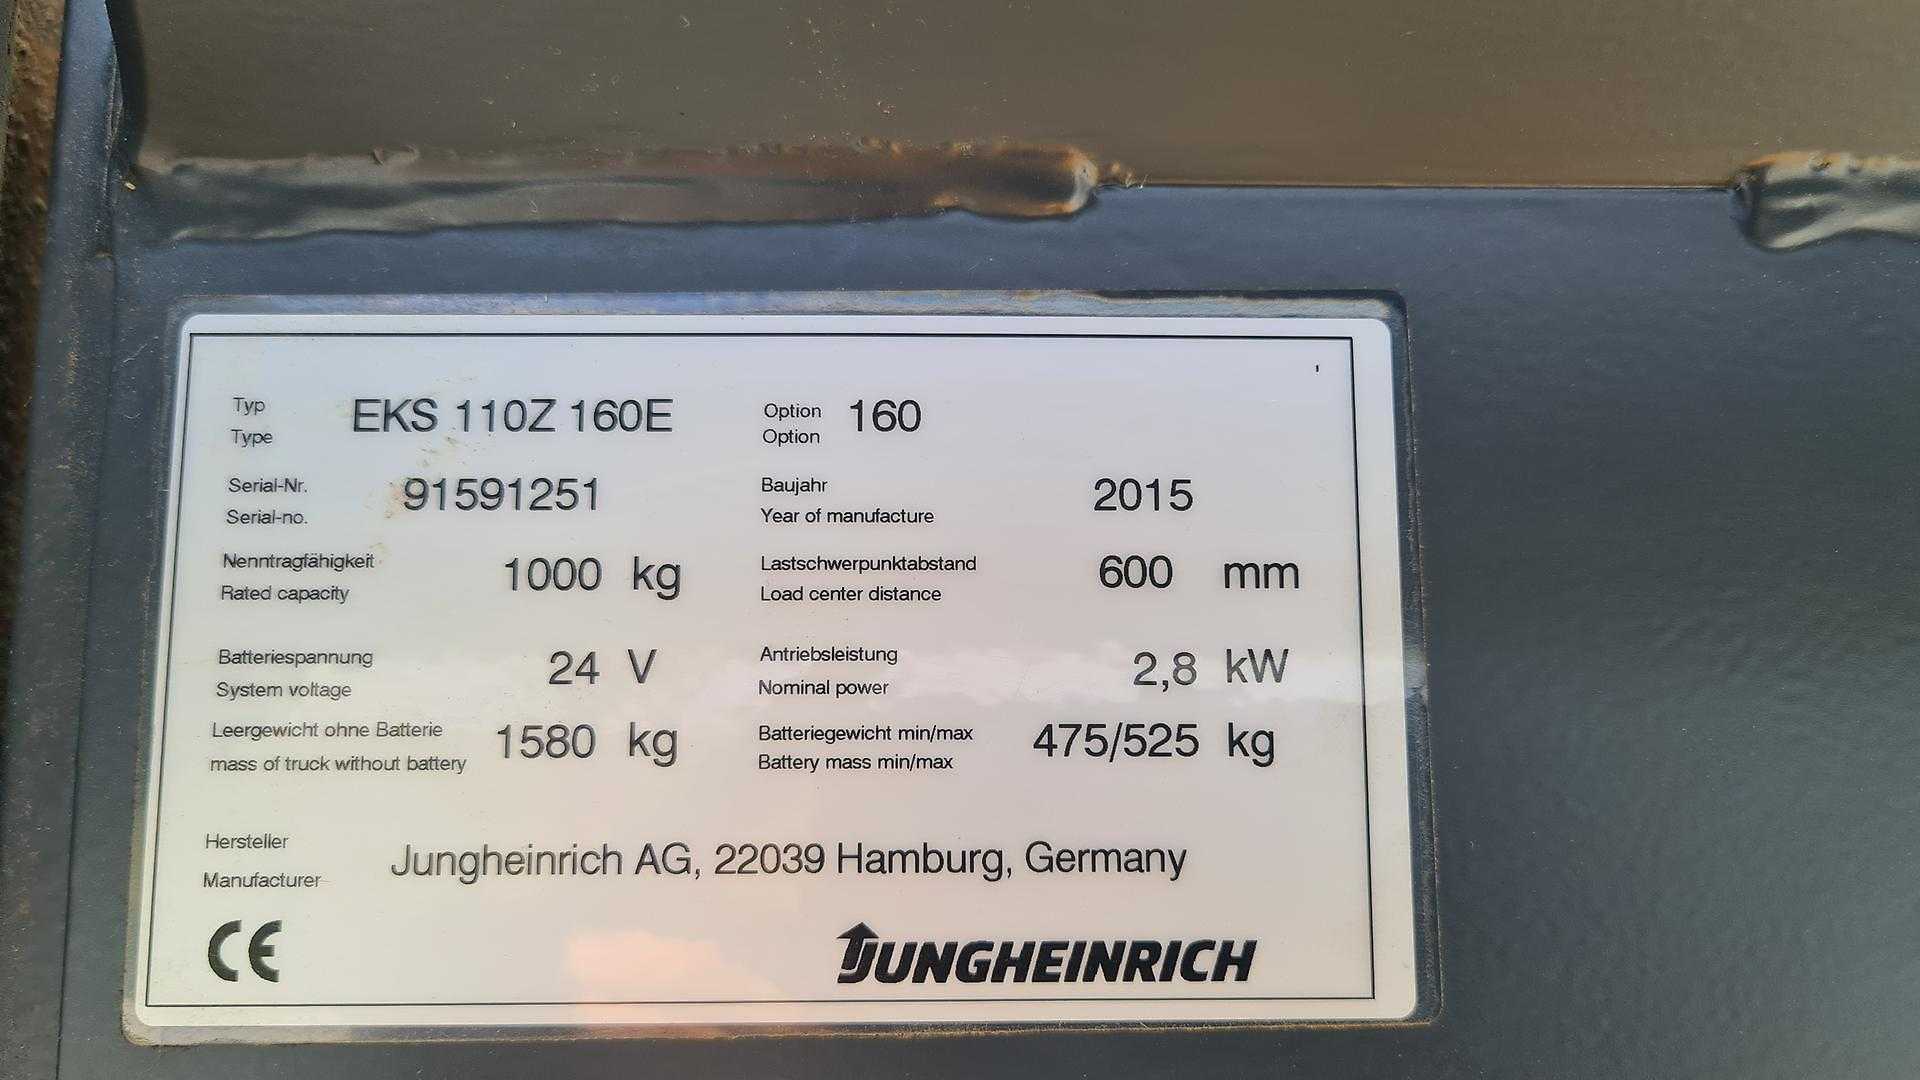 Typ EKS 110Z 160E Option 160
Type Option
Serial-Nr. 91591251 Baujahr 2015
Serial-no. Year of manufacture
Nenntragfähigkeit 1000 kg Lastschwerpunktabstand 600 mm
Rated capacity Load center distance
Batteriespannung 24 V Antriebsleistung 2,8 kW
System voltage Nominal power
Leergewicht ohne Batterie 1580 kg Batteriegewicht min/max 475/525 kg
mass of truck without battery Battery mass min/max
Hersteller Jungheinrich AG, 22039 Hamburg, Germany
Manufacturer
CE JUNGHEINRICH